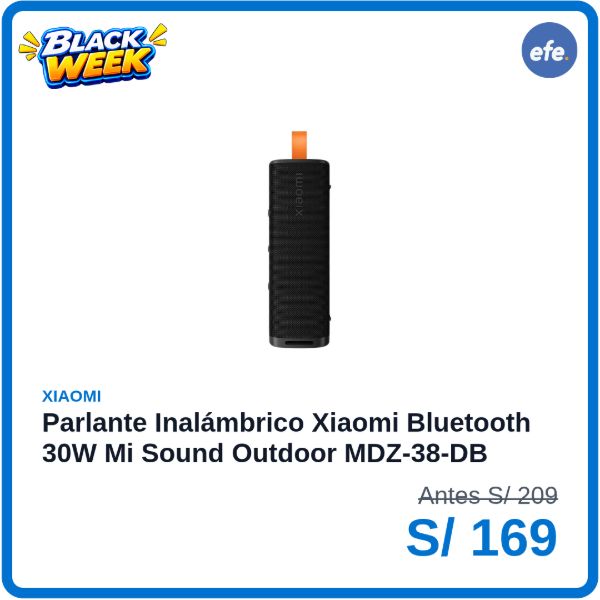 BLACK
WEEK
efe.
xiaomi
XIAOMI
Parlante Inalámbrico Xiaomi Bluetooth
30W Mi Sound Outdoor MDZ-38-DB
Antes S/ 209
S/ 169